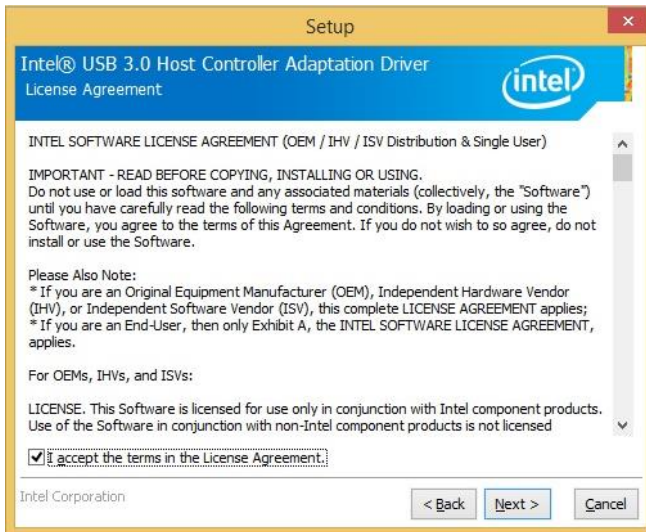 Setup
Intel® USB 3.0 Host Controller Adaptation Driver
License Agreement
intel
INTEL SOFTWARE LICENSE AGREEMENT (OEM / IHV / ISV Distribution & Single User)
IMPORTANT - READ BEFORE COPYING, INSTALLING OR USING.
Do not use or load this software and any associated materials (collectively, the "Software")
until you have carefully read the following terms and conditions. By loading or using the
Software, you agree to the terms of this Agreement. If you do not wish to so agree, do not
install or use the Software.
Please Also Note:
* If you are an Original Equipment Manufacturer (OEM), Independent Hardware Vendor
(IHV), or Independent Software Vendor (ISV), this complete LICENSE AGREEMENT applies;
* If you are an End-User, then only Exhibit A, the INTEL SOFTWARE LICENSE AGREEMENT,
applies.
For OEMs, IHVs, and ISVs:
LICENSE. This Software is licensed for use only in conjunction with Intel component products.
Use of the Software in conjunction with non-Intel component products is not licensed
I accept the terms in the License Agreement.
Intel Corporation
< Back Next > Cancel